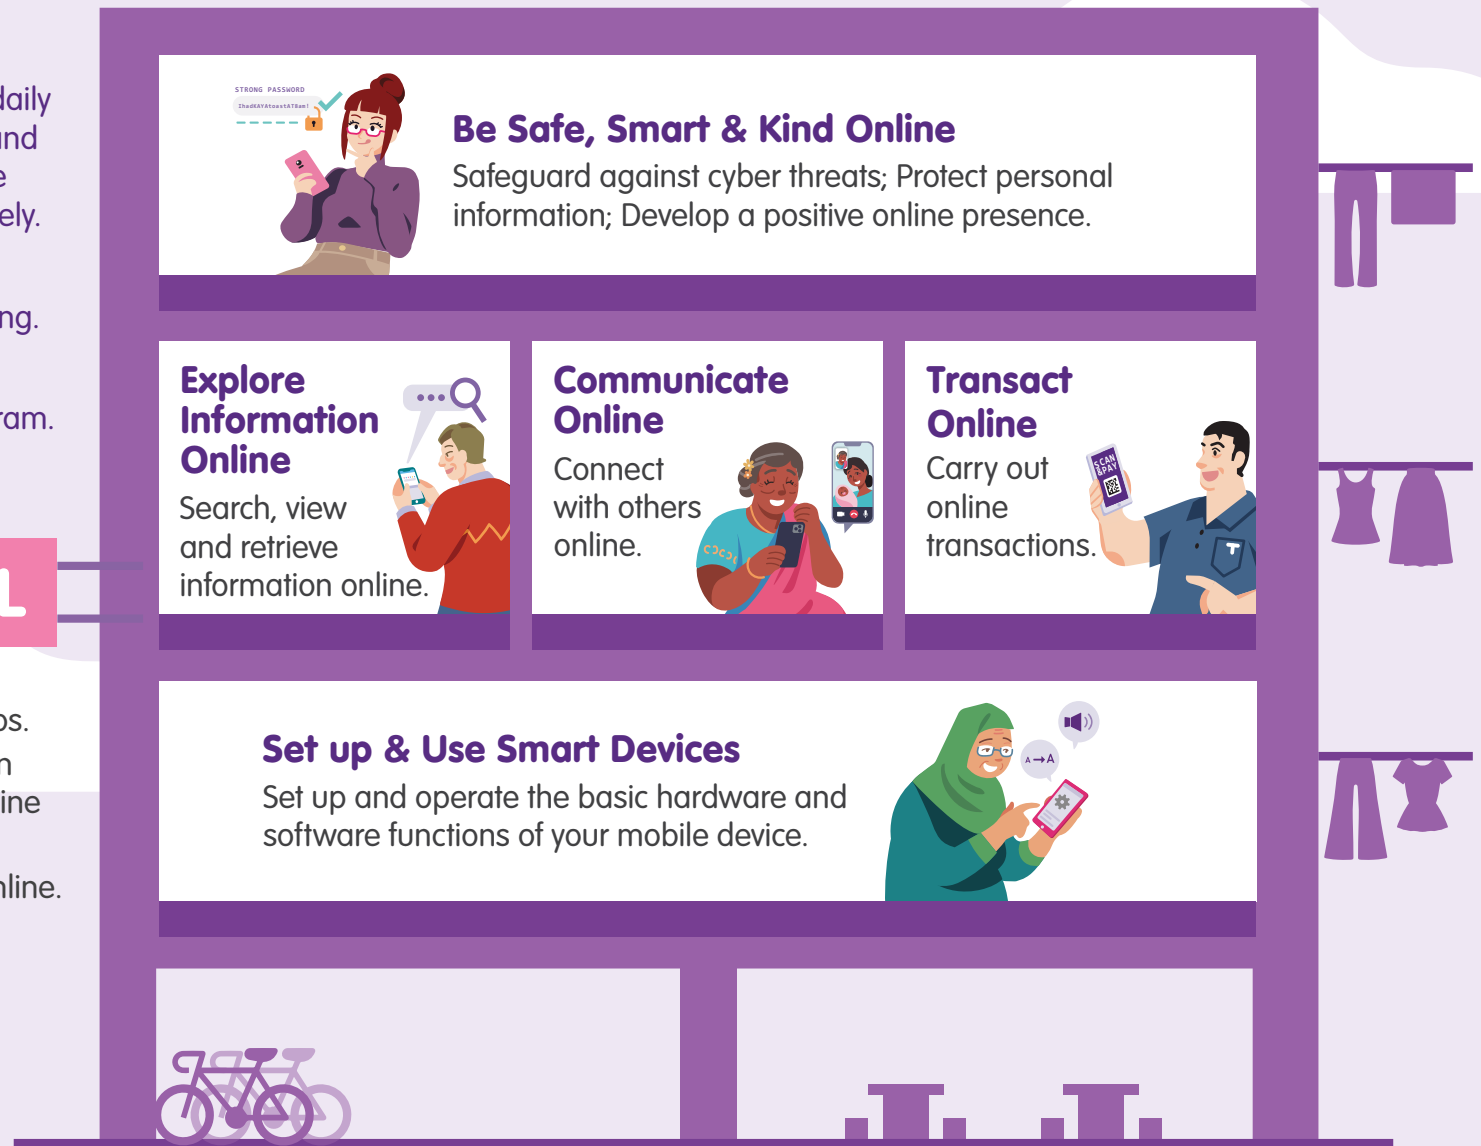 daily
and
e
ely.
ng.
ram.
L
os.
n
ine
nline.
STRONG PASSWORD
IhadKAYAtoastAT8am!
Be Safe, Smart & Kind Online
Safeguard against cyber threats; Protect personal
information; Develop a positive online presence.
Explore
Information
Online
Search, view
and retrieve
information online.
Communicate
Online
Connect
with others
online.
Transact
Online
Carry out
online
transactions.
SCAN
&PAY
T
Set up & Use Smart Devices
Set up and operate the basic hardware and
software functions of your mobile device.
A→A